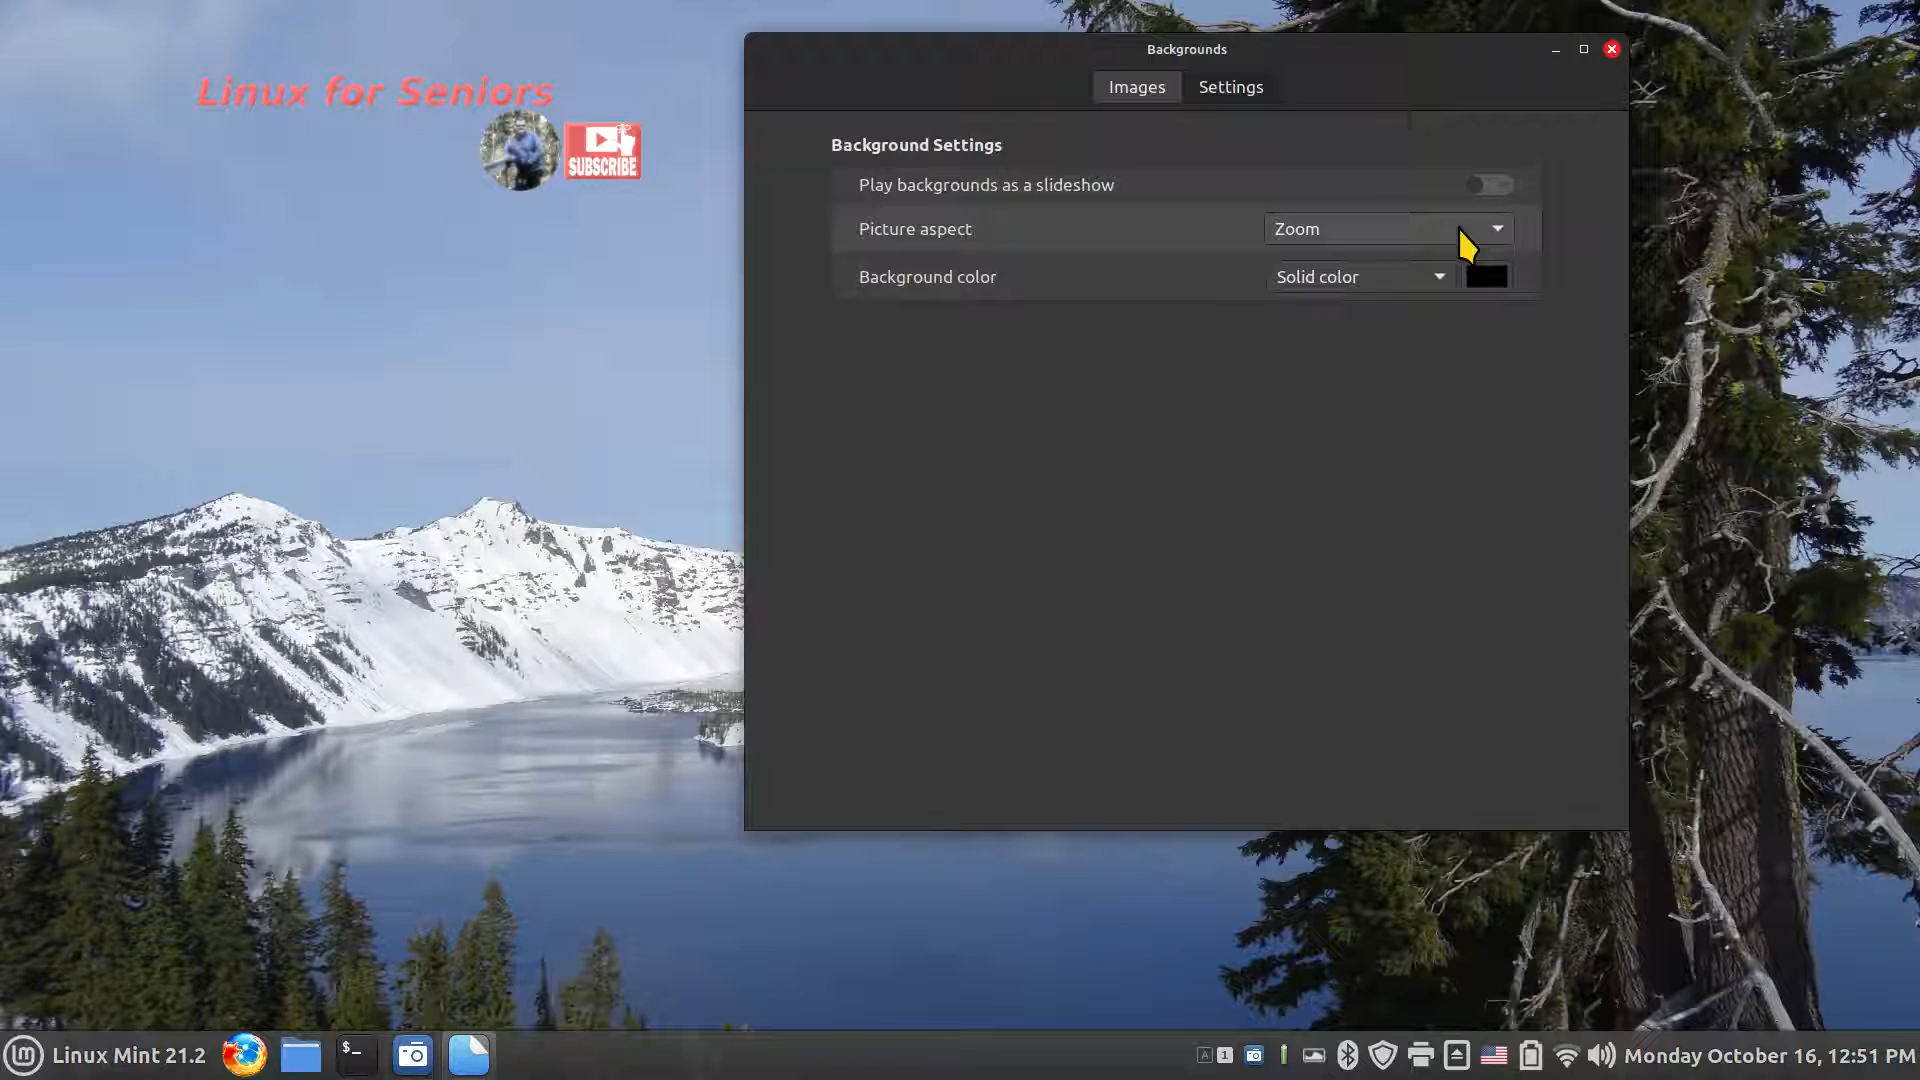 Linux for Seniors
SUBSCRIBE
Backgrounds
Images Settings
Background Settings
Play backgrounds as a slideshow
Picture aspect Zoom
Background color Solid color
Linux Mint 21.2
$_
A 1
Monday October 16, 12:51 PM